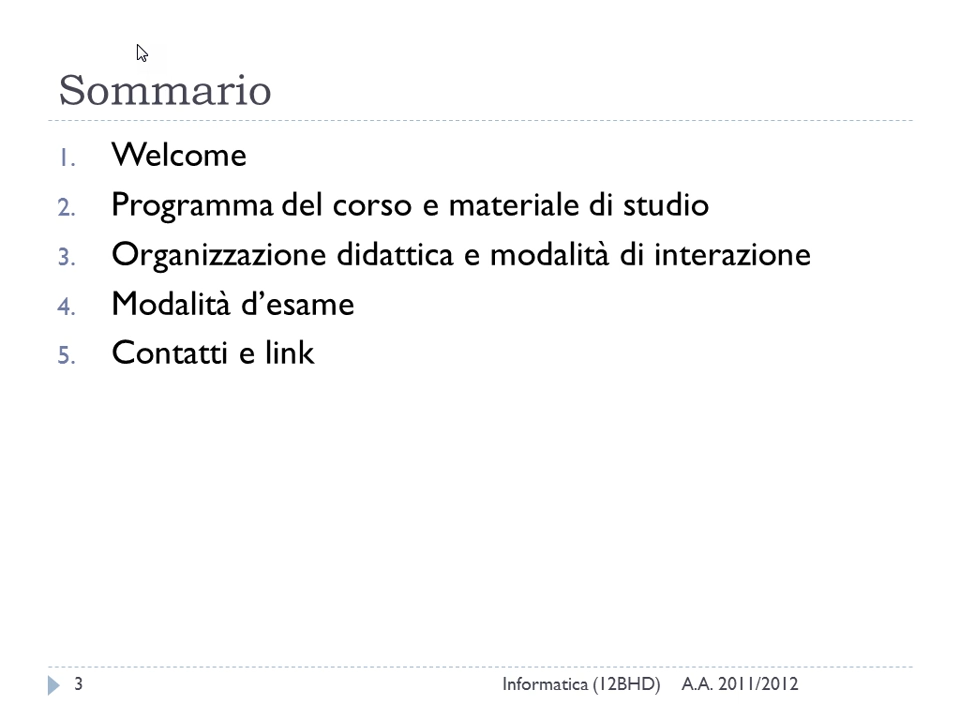 Sommario
1. Welcome
2. Programma del corso e materiale di studio
3. Organizzazione didattica e modalità di interazione
4. Modalità d’esame
5. Contatti e link
3 Informatica (12BHD) A.A. 2011/2012